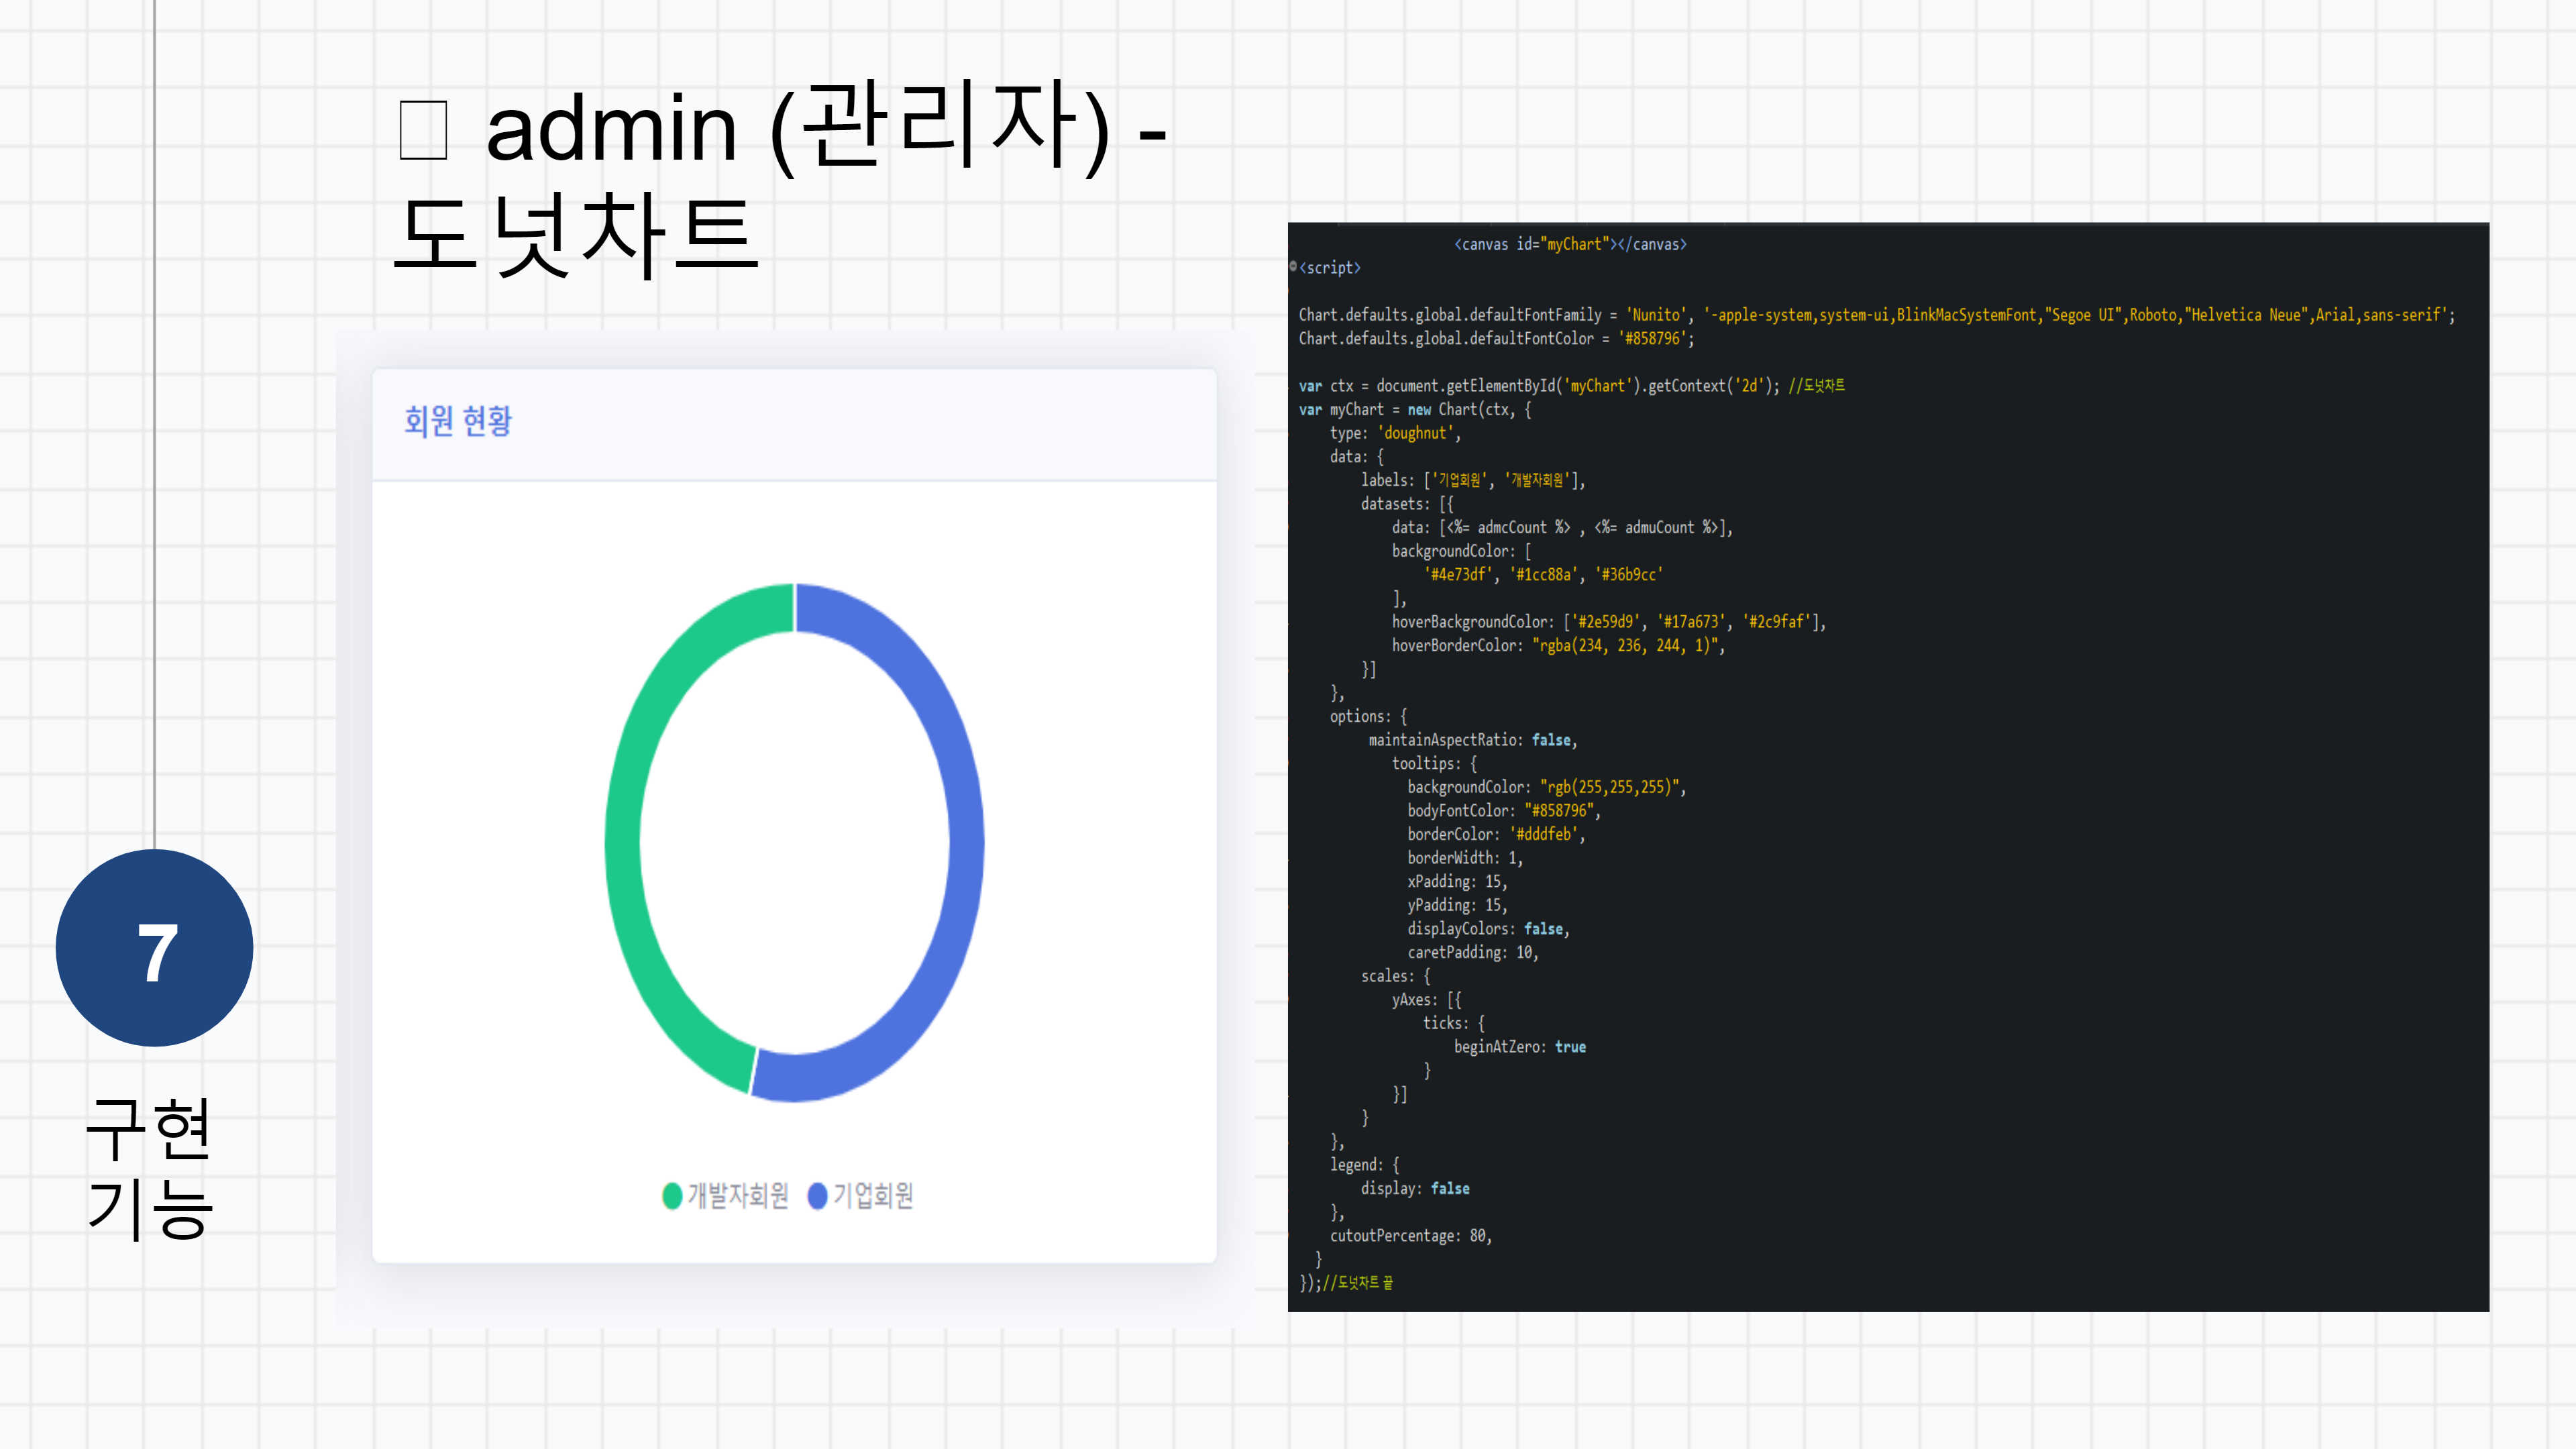 admin (관리자) -
도넛차트
회원 현황
개발자회원 기업회원
7
구현
기능
<canvas id="myChart"></canvas>
<script>
Chart.defaults.global.defaultFontFamily = 'Nunito', '-apple-system,system-ui,BlinkMacSystemFont,"Segoe UI",Roboto,"Helvetica Neue",Arial,sans-serif';
Chart.defaults.global.defaultFontColor = '#858796';
var ctx = document.getElementById('myChart').getContext('2d'); //도넛차트
var myChart = new Chart(ctx, {
type: 'doughnut',
data: {
labels: ['기업회원', '개발자회원'],
datasets: [{
data: [<%= admcCount %> , <%= admuCount %>],
backgroundColor: [
'#4e73df', '#1cc88a', '#36b9cc'
],
hoverBackgroundColor: ['#2e59d9', '#17a673', '#2c9faf'],
hoverBorderColor: "rgba(234, 236, 244, 1)",
}]
},
options: {
maintainAspectRatio: false,
tooltips: {
backgroundColor: "rgb(255,255,255)",
bodyFontColor: "#858796",
borderColor: '#dddfeb',
borderWidth: 1,
xPadding: 15,
yPadding: 15,
displayColors: false,
caretPadding: 10,
scales: {
yAxes: [{
ticks: {
beginAtZero: true
}
}]
}
},
legend: {
display: false
},
cutoutPercentage: 80,
}
});//도넛차트 끝